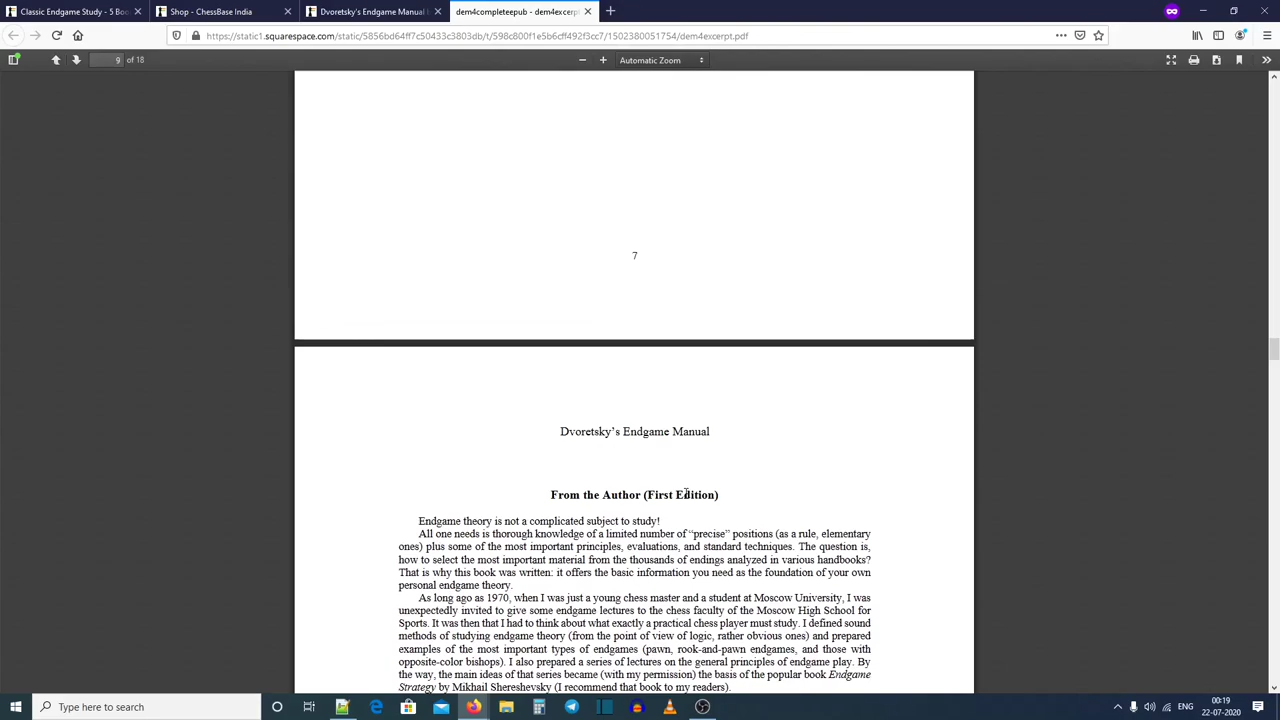 Classic Endgame Study - 5 Boo
Shop - ChessBase India
Dvoretsky's Endgame Manual
dem4completeepub - dem4excerp
https://static1.squarespace.com/static/5856bd64ff7c50433c3803db/t/598c800f1e5b6cff492f3cc7/1502380051754/dem4excerpt.pdf
9 of 18
Automatic Zoom
7
Dvoretsky's Endgame Manual
From the Author (First Edition)
Endgame theory is not a complicated subject to study!
All one needs is thorough knowledge of a limited number of “precise” positions (as a rule, elementary
ones) plus some of the most important principles, evaluations, and standard techniques. The question is,
how to select the most important material from the thousands of endings analyzed in various handbooks?
That is why this book was written: it offers the basic information you need as the foundation of your own
personal endgame theory.
As long ago as 1970, when I was just a young chess master and a student at Moscow University, I was
unexpectedly invited to give some endgame lectures to the chess faculty of the Moscow High School for
Sports. It was then that I had to think about what exactly a practical chess player must study. I defined sound
methods of studying endgame theory (from the point of view of logic, rather obvious ones) and prepared
examples of the most important types of endgames (pawn, rook-and-pawn endgames, and those with
opposite-color bishops). I also prepared a series of lectures on the general principles of endgame play. By
the way, the main ideas of that series became (with my permission) the basis of the popular book Endgame
Strategy by Mikhail Shereshevsky (I recommend that book to my readers).
Type here to search
ENG
00:19
22-07-2020